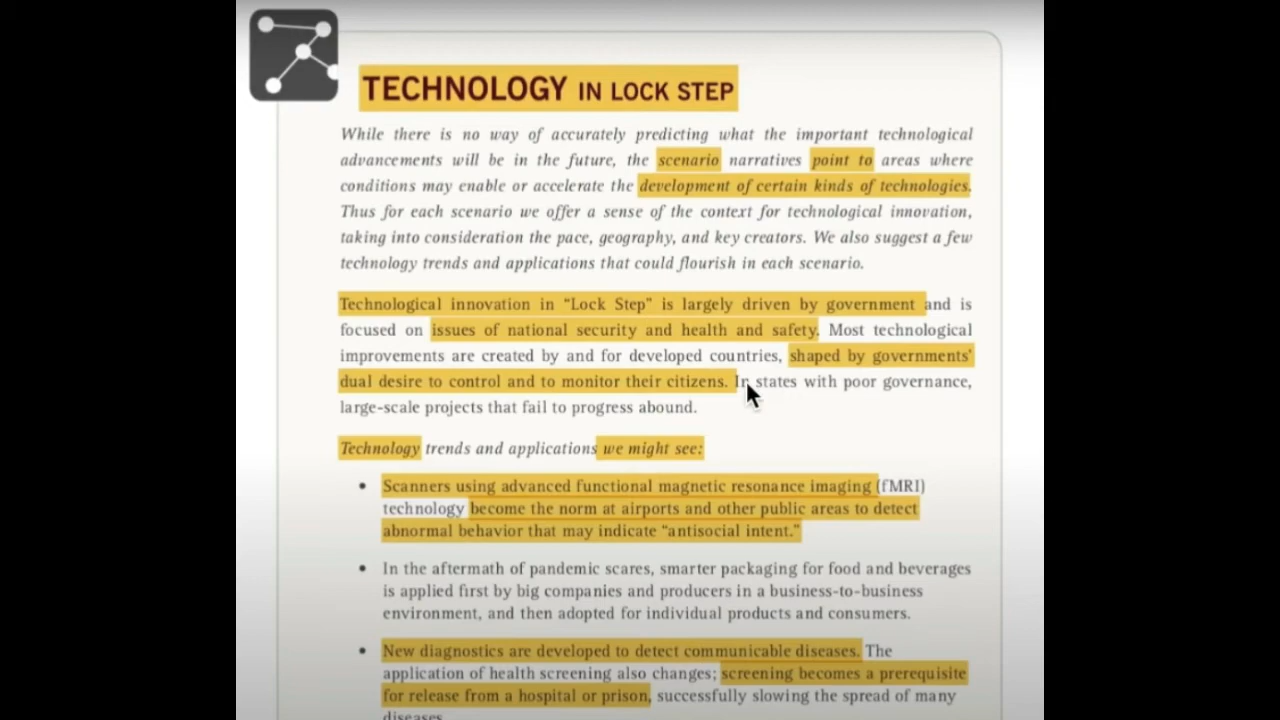 TECHNOLOGY IN LOCK STEP
While there is no way of accurately predicting what the important technological
advancements will be in the future, the scenario narratives point to areas where
conditions may enable or accelerate the development of certain kinds of technologies.
Thus for each scenario we offer a sense of the context for technological innovation,
taking into consideration the pace, geography, and key creators. We also suggest a few
technology trends and applications that could flourish in each scenario.
Technological innovation in “Lock Step” is largely driven by government and is
focused on issues of national security and health and safety. Most technological
improvements are created by and for developed countries, shaped by governments’
dual desire to control and to monitor their citizens. In states with poor governance,
large-scale projects that fail to progress abound.
Technology trends and applications we might see:
• Scanners using advanced functional magnetic resonance imaging (fMRI)
technology become the norm at airports and other public areas to detect
abnormal behavior that may indicate “antisocial intent.”
• In the aftermath of pandemic scares, smarter packaging for food and beverages
is applied first by big companies and producers in a business-to-business
environment, and then adopted for individual products and consumers.
• New diagnostics are developed to detect communicable diseases. The
application of health screening also changes; screening becomes a prerequisite
for release from a hospital or prison, successfully slowing the spread of many
diseases.